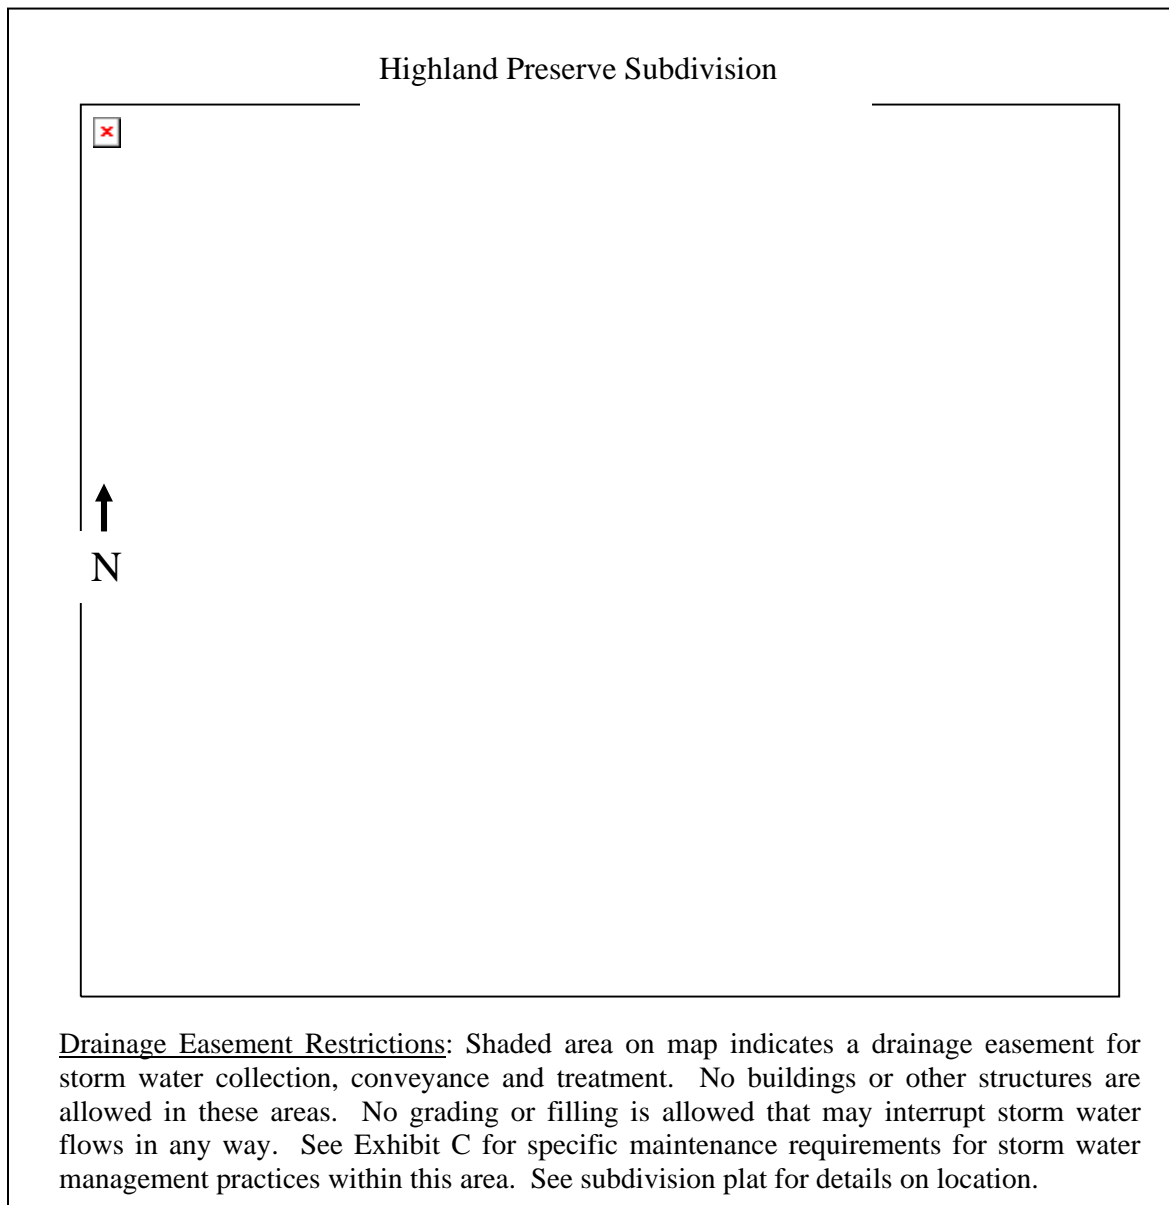 Highland Preserve Subdivision
N
Drainage Easement Restrictions: Shaded area on map indicates a drainage easement for
storm water collection, conveyance and treatment. No buildings or other structures are
allowed in these areas. No grading or filling is allowed that may interrupt storm water
flows in any way. See Exhibit C for specific maintenance requirements for storm water
management practices within this area. See subdivision plat for details on location.